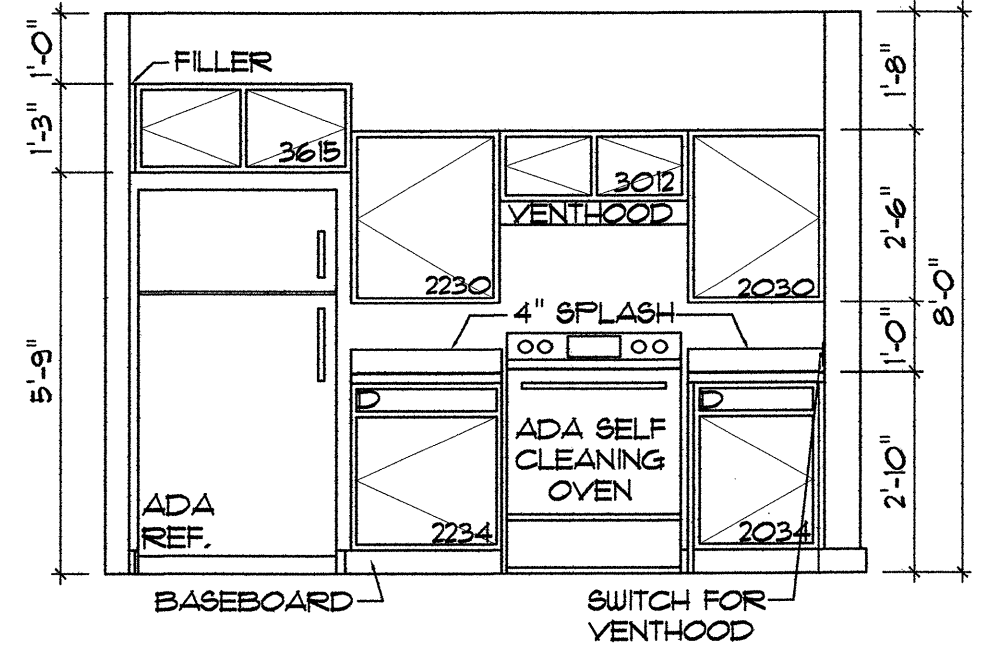 1'-0"
FILLER
1'-8"
1'-3"
3615
3012
VENTHOOD
2'-6"
2230
2030
8'-0"
4" SPLASH
1'-0"
5'-9"
D
D
ADA SELF
CLEANING
OVEN
2'-10"
ADA
REF.
2234
2034
BASEBOARD
SWITCH FOR
VENTHOOD